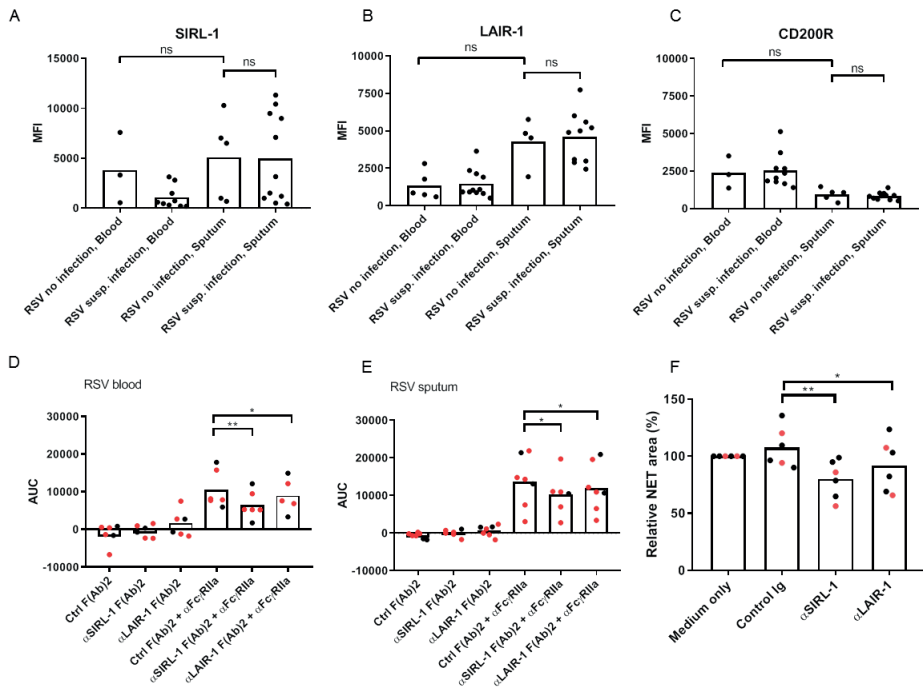 A
SIRL-1
15000
10000
5000
0
MFI
ns
ns
RSV no infection, Blood
RSV susp. infection, Blood
RSV no infection, Sputum
RSV susp. infection, Sputum
B
LAIR-1
10000
7500
5000
2500
0
MFI
ns
ns
RSV no infection, Blood
RSV susp. infection, Blood
RSV no infection, Sputum
RSV susp. infection, Sputum
C
CD200R
10000
7500
5000
2500
0
MFI
ns
ns
RSV no infection, Blood
RSV susp. infection, Blood
RSV no infection, Sputum
RSV susp. infection, Sputum
D
RSV blood
30000
20000
10000
0
-10000
AUC
*
**
Ctrl F(Ab)2
αSIRL-1 F(Ab)2
αLAIR-1 F(Ab)2
Ctrl F(Ab)2 + αFcγRIIa
αSIRL-1 F(Ab)2 + αFcγRIIa
αLAIR-1 F(Ab)2 + αFcγRIIa
E
RSV sputum
30000
20000
10000
0
-10000
AUC
*
*
Ctrl F(Ab)2
αSIRL-1 F(Ab)2
αLAIR-1 F(Ab)2
Ctrl F(Ab)2 + αFcγRIIa
αSIRL-1 F(Ab)2 + αFcγRIIa
αLAIR-1 F(Ab)2 + αFcγRIIa
F
150
100
50
0
Relative NET area (%)
*
**
Medium only
Control Ig
αSIRL-1
αLAIR-1